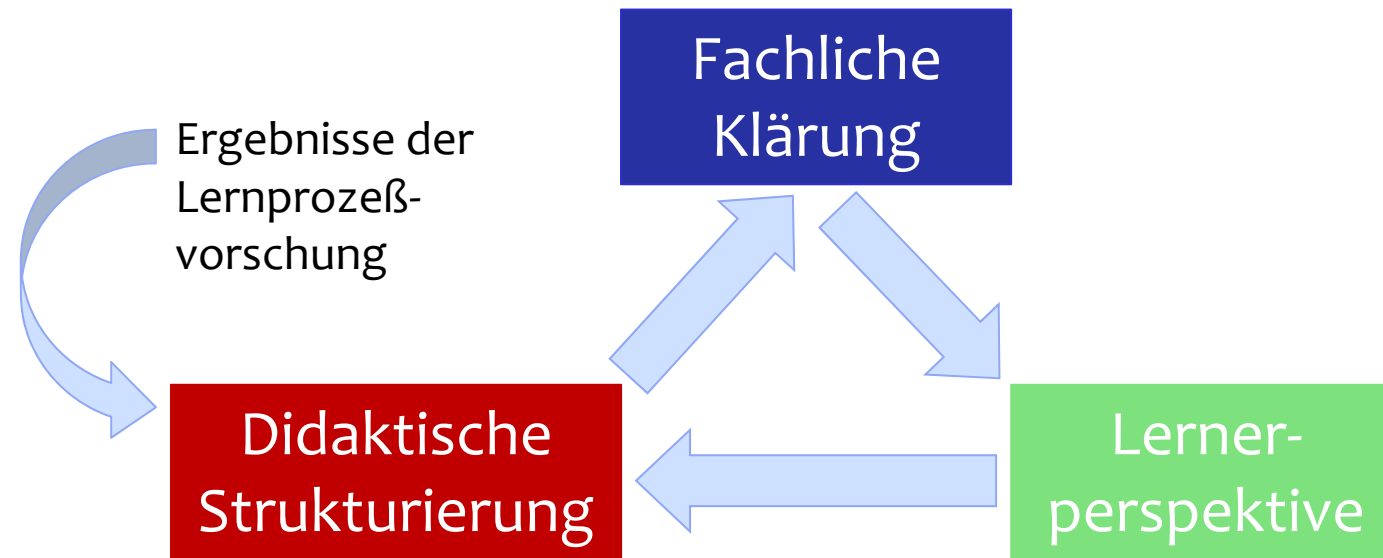 Fachliche
Klärung
Ergebnisse der
Lernprozeß-
vorschung
Didaktische
Strukturierung
Lerner-
perspektive